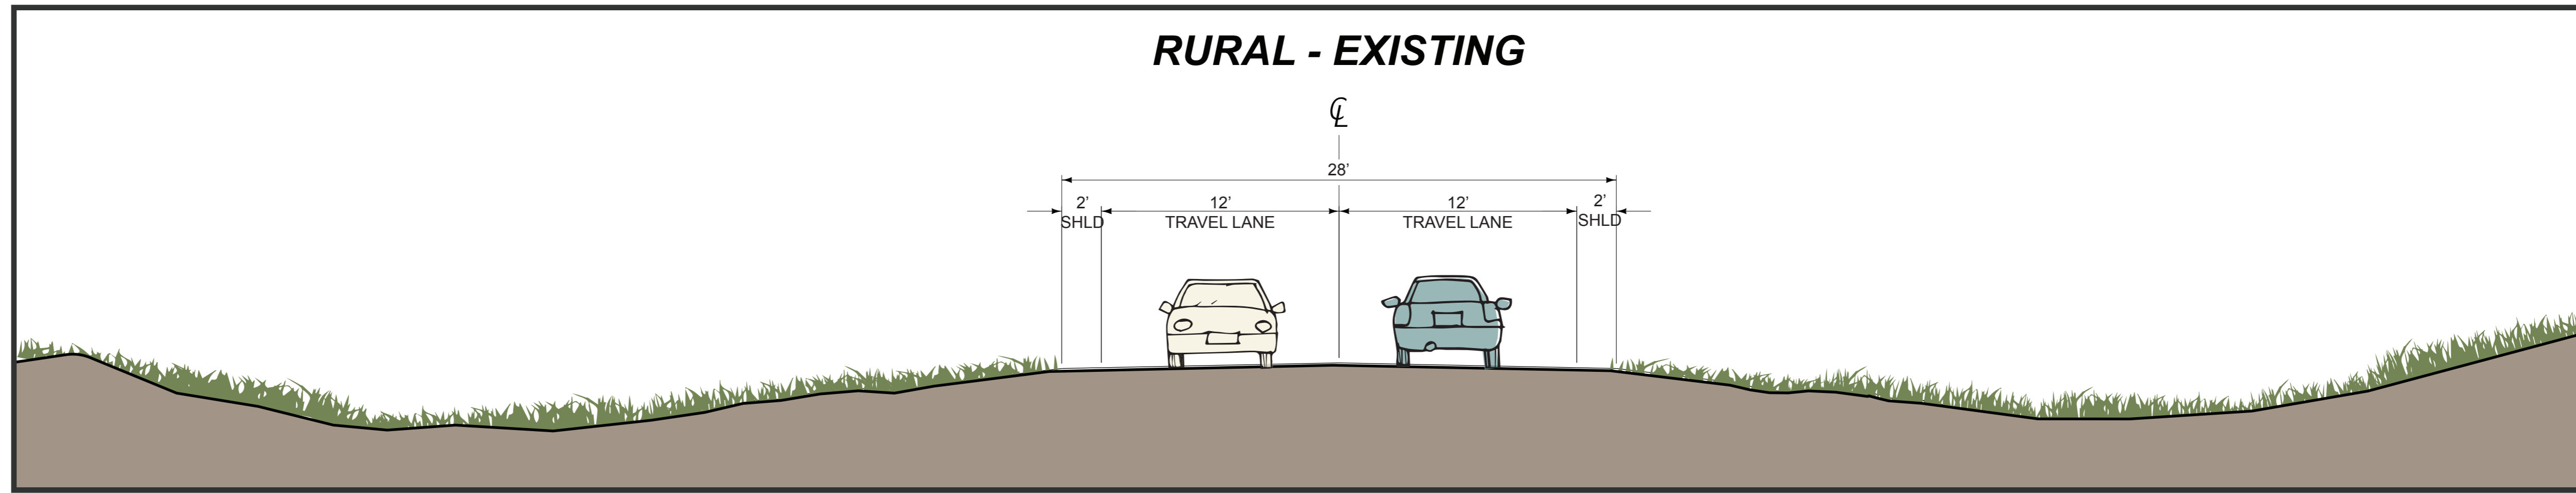 RURAL - EXISTING
℄
28’
2’
SHLD
12’
TRAVEL LANE
12’
TRAVEL LANE
2’
SHLD